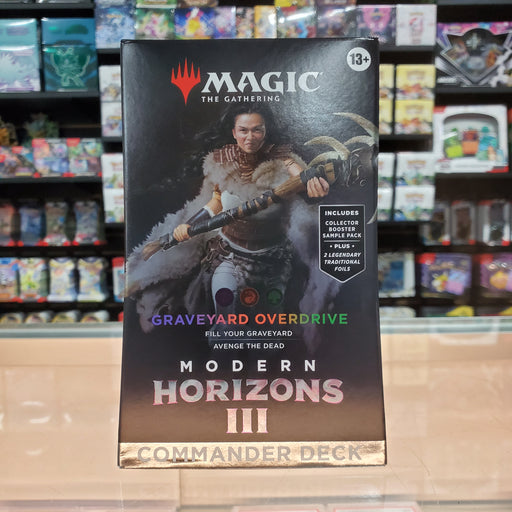 13+
MAGIC
THE GATHERING
INCLUDES
COLLECTOR
BOOSTER
SAMPLE PACK
• PLUS •
2 LEGENDARY
TRADITIONAL
FOILS
GRAVEYARD OVERDRIVE
FILL YOUR GRAVEYARD
AVENGE THE DEAD
MODERN
HORIZONS
III
COMMANDER DECK